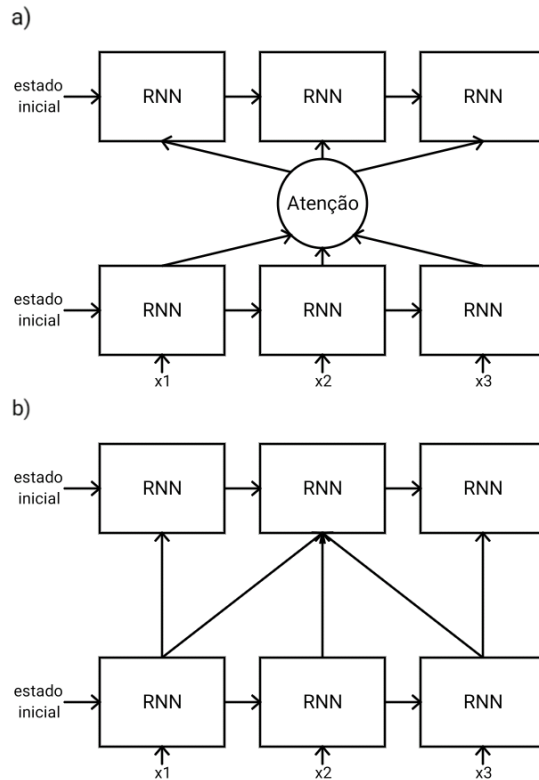 a)
estado
inicial
RNN
RNN
RNN
Atenção
estado
inicial
RNN
RNN
RNN
x1
x2
x3
b)
estado
inicial
RNN
RNN
RNN
estado
inicial
RNN
RNN
RNN
x1
x2
x3